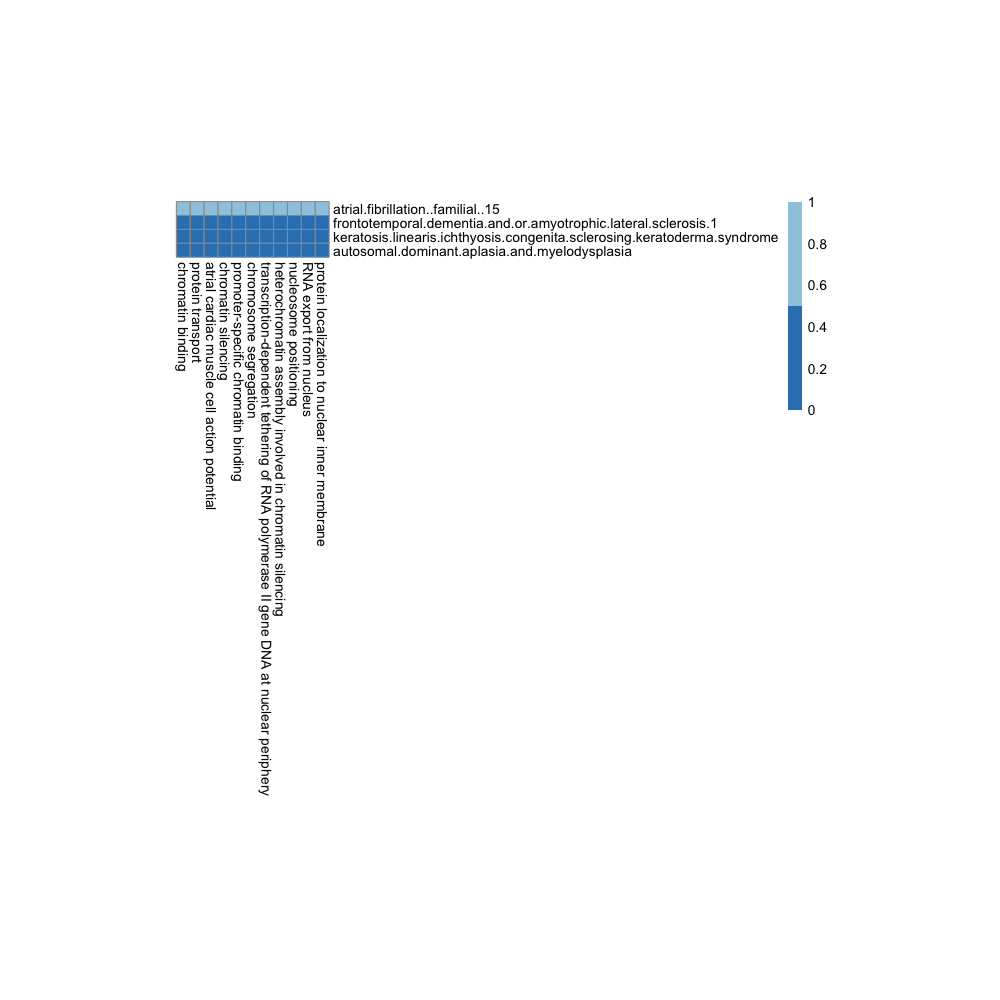 atrial.fibrillation..familial..15
frontotemporal.dementia.and.or.amyotrophic.lateral.sclerosis.1
keratosis.linearis.ichthyosis.congenita.sclerosing.keratoderma.syndrome
autosomal.dominant.aplasia.and.myelodysplasia
chromatin binding
protein transport
atrial cardiac muscle cell action potential
chromatin silencing
promoter-specific chromatin binding
chromosome segregation
transcription-dependent tethering of RNA polymerase II gene DNA at nuclear periphery
heterochromatin assembly involved in chromatin silencing
nucleosome positioning
RNA export from nucleus
protein localization to nuclear inner membrane
1
0.8
0.6
0.4
0.2
0